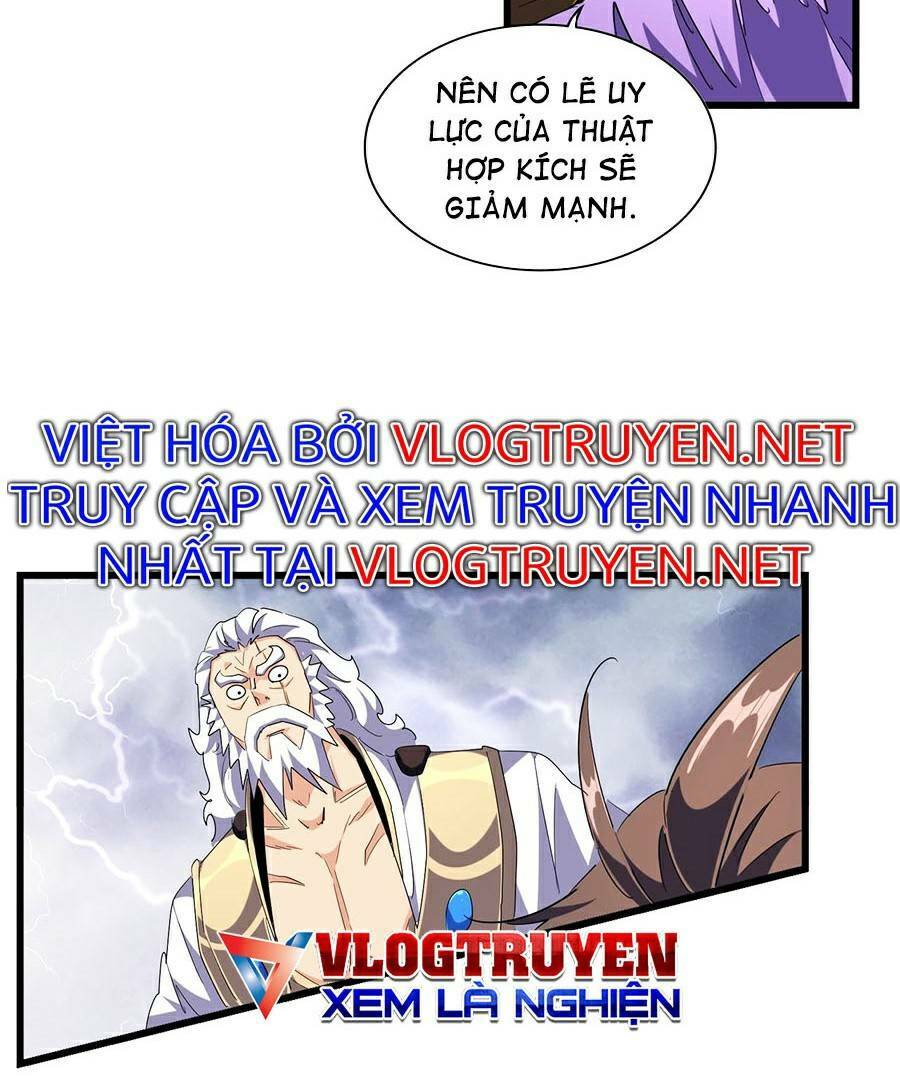 NÊN CÓ LẼ UY
LỰC CỦA THUẬT
HỢP KÍCH SẼ
GIẢM MẠNH.
VIỆT HÓA BỞI VLOGTRUYEN.NET
TRUY CẬP VÀ XEM TRUYỆN NHANH
NHẤT TẠI VLOGTRUYEN.NET
VLOGTRUYEN
XEM LÀ NGHIỆN